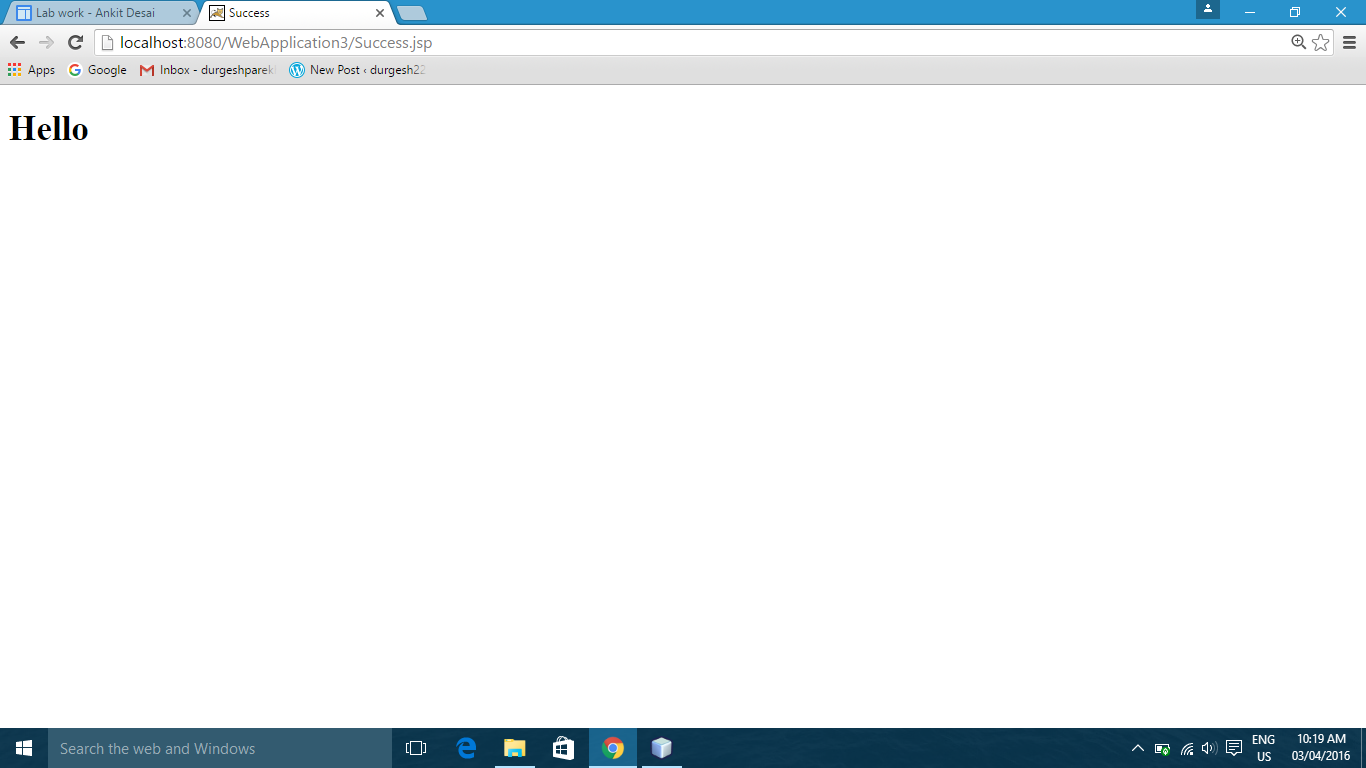 Lab work - Ankit Desai
Success
localhost:8080/WebApplication3/Success.jsp
Apps
Google
Inbox - durgeshparek
New Post ‹ durgesh22
Hello
Search the web and Windows
ENG
US
10:19 AM
03/04/2016